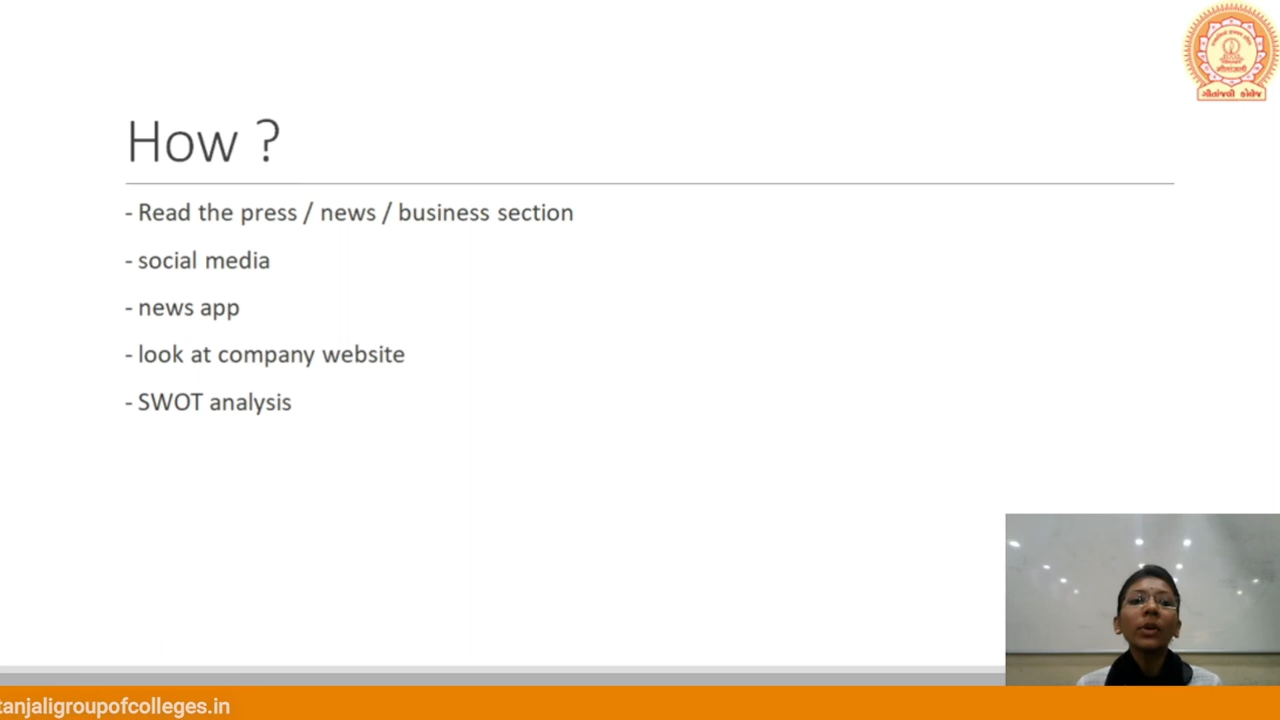 How ?
- Read the press / news / business section
- social media
- news app
- look at company website
- SWOT analysis
ગીતાંજલી કોલેજ
tanjaligroupofcolleges.in